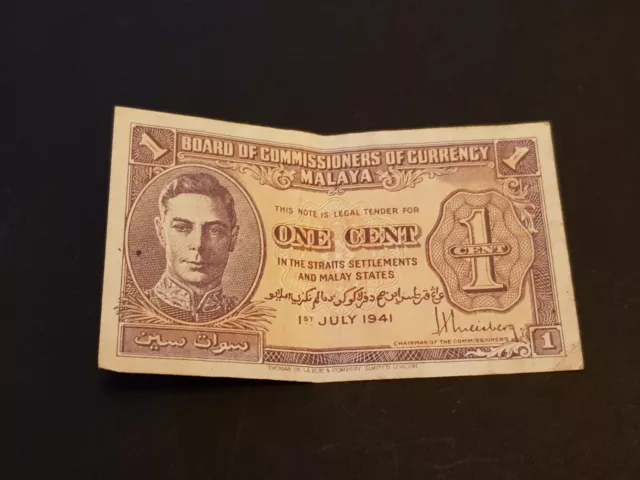 1
BOARD OF COMMISSIONERS OF CURRENCY
1
MALAYA
THIS NOTE IS LEGAL TENDER FOR
ONE CENT
1
CENT
IN THE STRAITS SETTLEMENTS
AND MALAY STATES
1ST JULY 1941
CHAIRMAN OF THE COMMISSIONERS
سوات سين
1
THOMAS DE LA RUE & COMPANY LIMITED LONDON